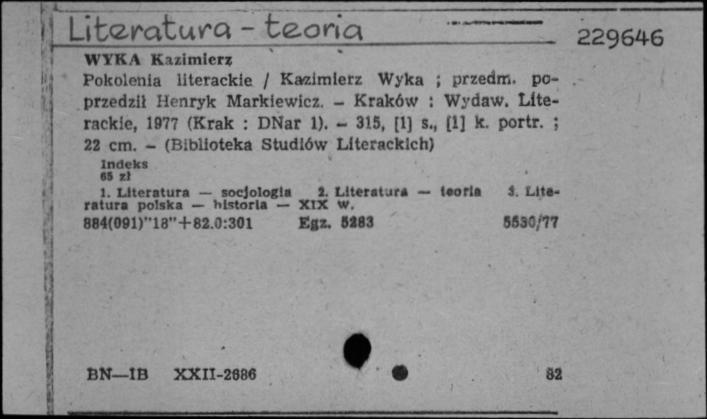 Literatura - teoria
229646
WYKA Kazimierz
Pokolenia literackie / Kazimierz Wyka ; przedm. po-
przedził Henryk Markiewicz. — Kraków : Wydaw. Lite-
rackie, 1977 (Krak : DNar 1). — 315, [1] s., [1] k. portr. ;
22 cm. — (Biblioteka Studiów Literackich)
Indeks
65 zł
1. Literatura — socjologia 2. Literatura — teoria 3. Lite-
ratura polska — historia — XIX w.
884(091)"18"+82.0:301 Egz. 5283 5530/77
BN—IB XXII-2686 82